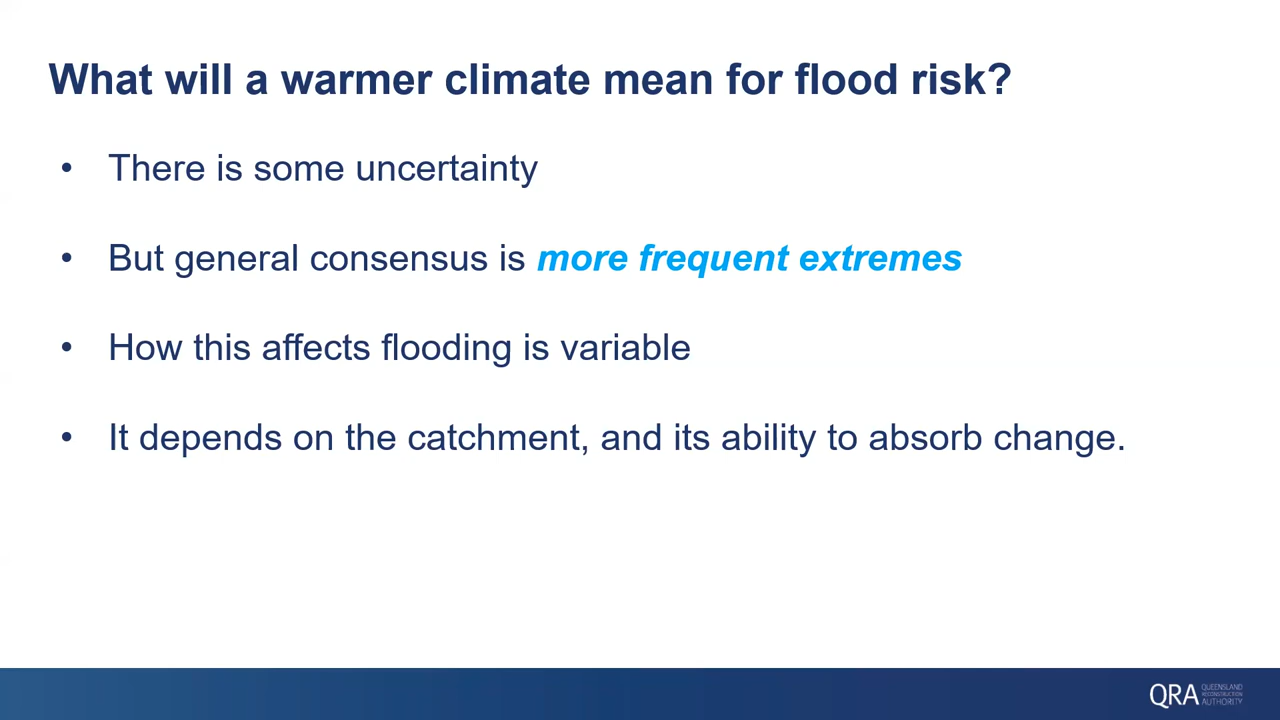 What will a warmer climate mean for flood risk?
• There is some uncertainty
• But general consensus is more frequent extremes
• How this affects flooding is variable
• It depends on the catchment, and its ability to absorb change.
QRA
QUEENSLAND
RECONSTRUCTION
AUTHORITY